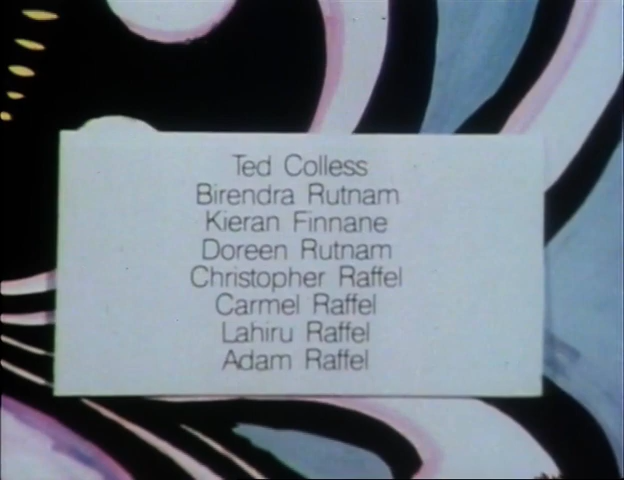 Ted Colless
Birendra Rutnam
Kieran Finnane
Doreen Rutnam
Christopher Raffel
Carmel Raffel
Lahiru Raffel
Adam Raffel